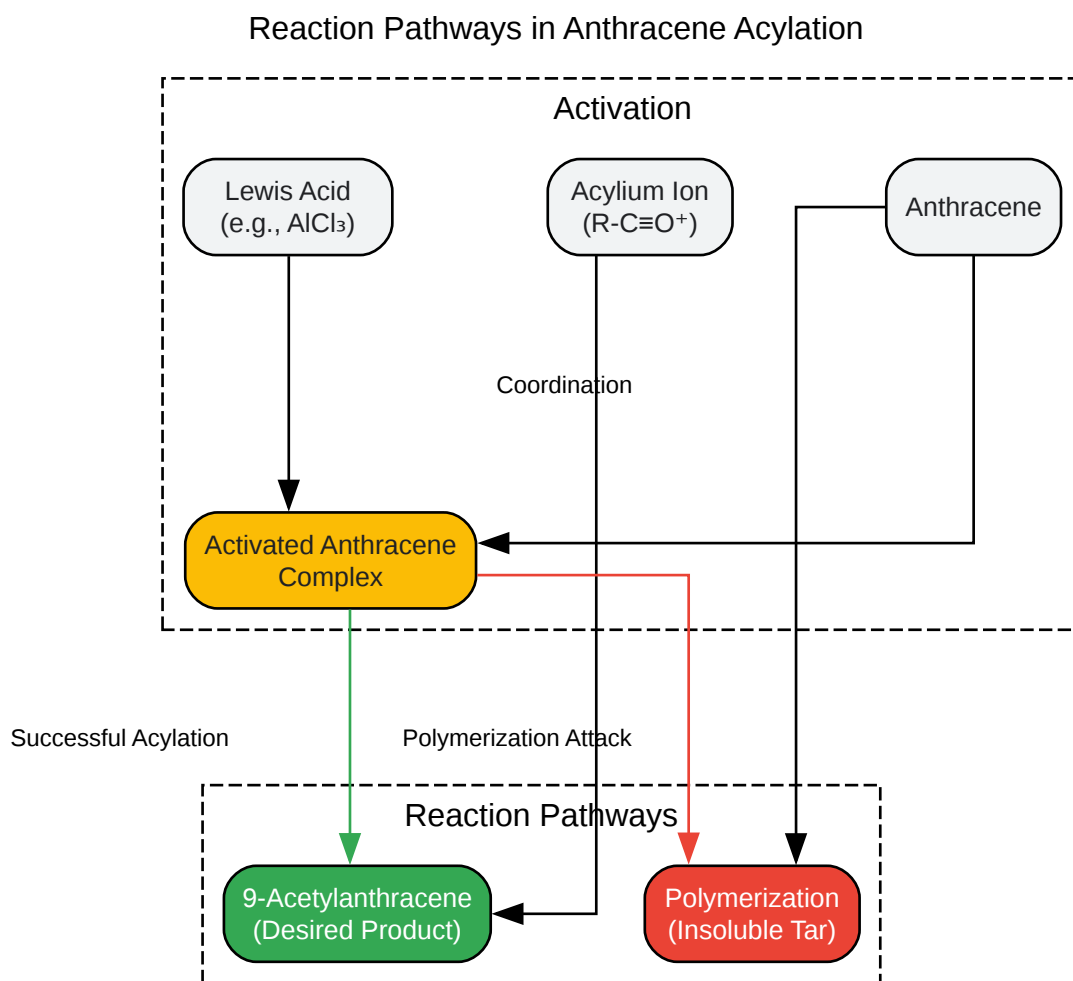 Reaction Pathways in Anthracene Acylation
Activation
Lewis Acid
(e.g., AlCl₃)
Acylium Ion
(R-C≡O⁺)
Anthracene
Coordination
Activated Anthracene
Complex
Successful Acylation
Polymerization Attack
Reaction Pathways
9-Acetylanthracene
(Desired Product)
Polymerization
(Insoluble Tar)